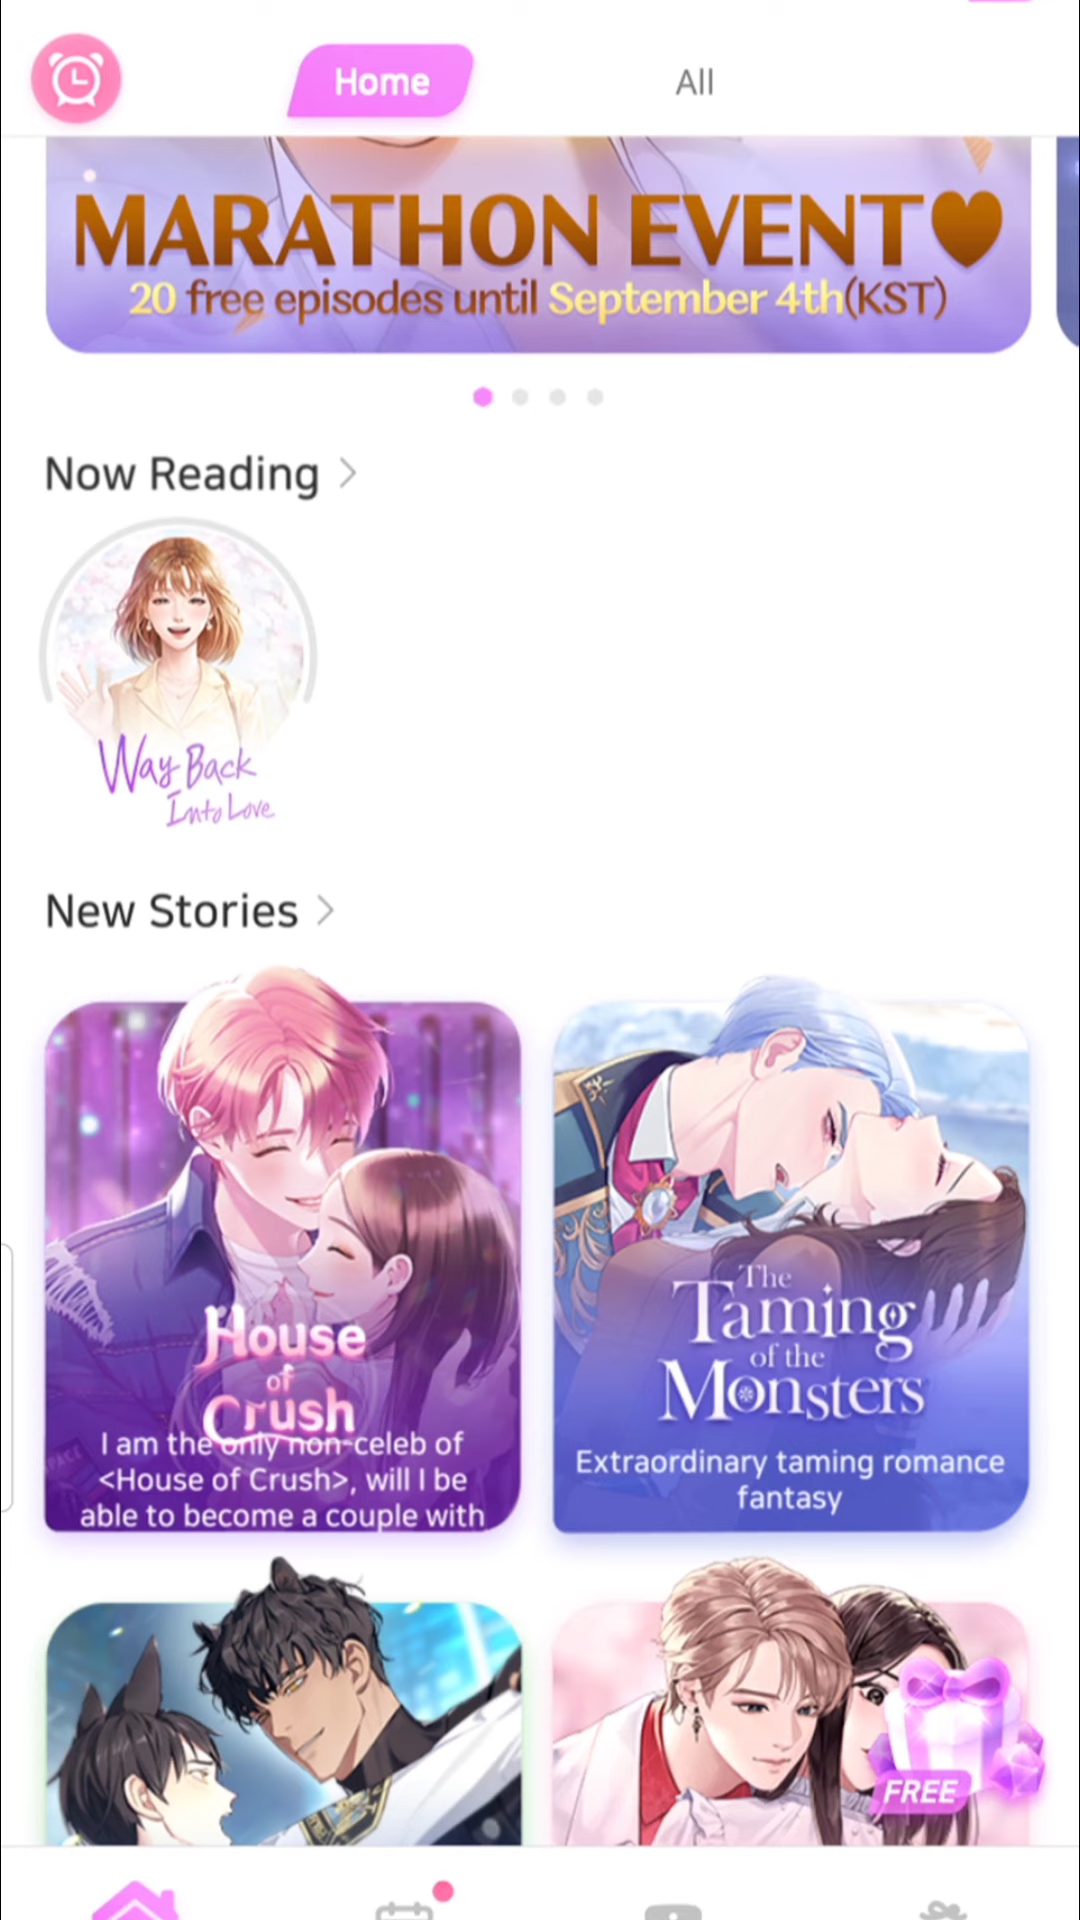 Home
All
MARATHON EVENT♥
20 free episodes until September 4th(KST)
Now Reading
Way Back
Into Love
New Stories
House
of
Crush
I am the only non-celeb of
<House of Crush>, will I be
able to become a couple with
The
Taming
of the
Monsters
Extraordinary taming romance
fantasy
FREE